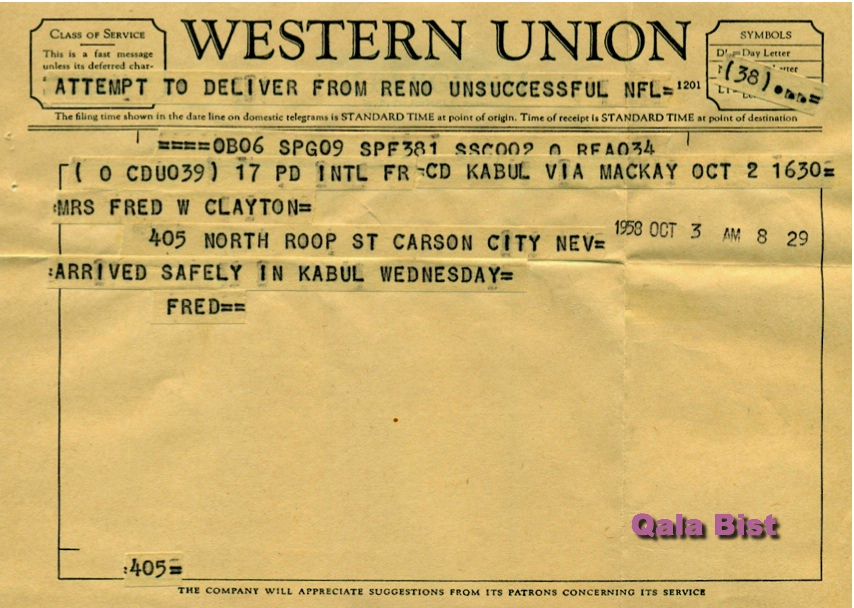 CLASS OF SERVICE
This is a fast message
unless its deferred char-
WESTERN UNION
SYMBOLS
DL=Day Letter
ATTEMPT TO DELIVER FROM RENO UNSUCCESSFUL NFL= 1201
(38)
The filing time shown in the date line on domestic telegrams is STANDARD TIME at point of origin. Time of receipt is STANDARD TIME at point of destination
====OB06 SPG09 SPF381 SSC002 O RFA034
( O CDU039) 17 PD INTL FR =CD KABUL VIA MACKAY OCT 2 1630=
:MRS FRED W CLAYTON=
405 NORTH ROOP ST CARSON CITY NEV=
1958 OCT 3 AM 8 29
:ARRIVED SAFELY IN KABUL WEDNESDAY=
FRED==
Qala Bist
:405=
THE COMPANY WILL APPRECIATE SUGGESTIONS FROM ITS PATRONS CONCERNING ITS SERVICE